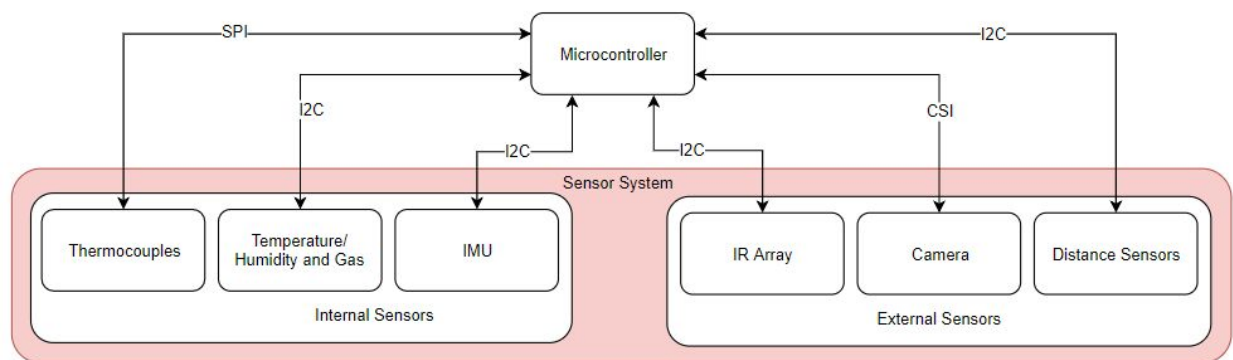 SPI
Microcontroller
I2C
I2C
CSI
I2C
I2C
Sensor System
Thermocouples
Temperature/
Humidity and Gas
IMU
IR Array
Camera
Distance Sensors
Internal Sensors
External Sensors